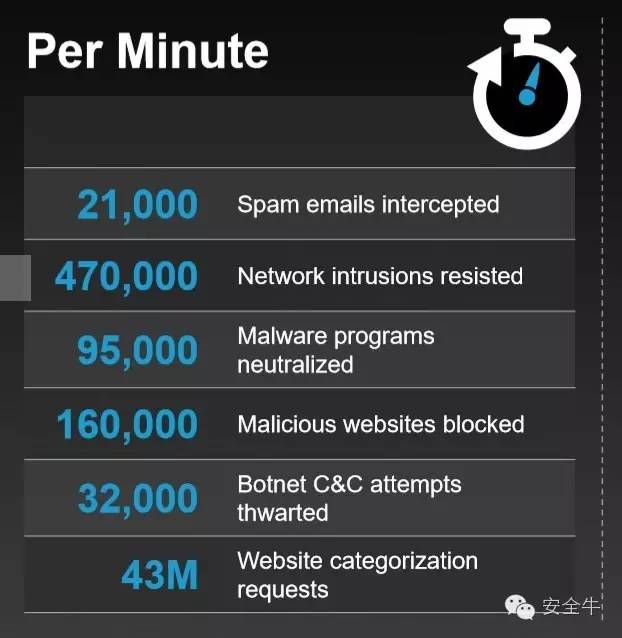 Per Minute
21,000 Spam emails intercepted
470,000 Network intrusions resisted
95,000 Malware programs
neutralized
160,000 Malicious websites blocked
32,000 Botnet C&C attempts
thwarted
43M Website categorization
requests
安全牛